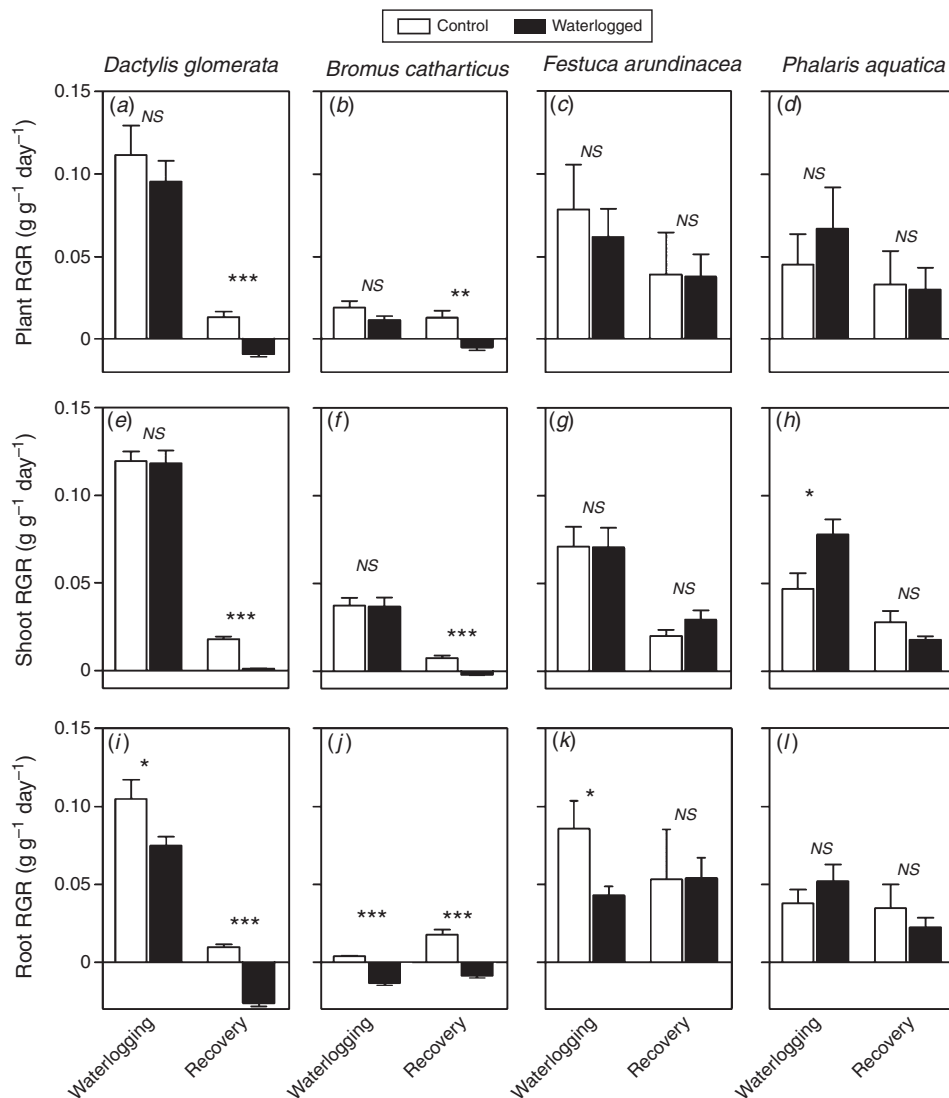 Control Waterlogged
Dactylis glomerata Bromus catharticus Festuca arundinacea Phalaris aquatica
Plant RGR (g g⁻¹ day⁻¹)
0.15
0.10
0.05
0
(a)
NS
***
(b)
NS
**
(c)
NS
NS
(d)
NS
NS
Shoot RGR (g g⁻¹ day⁻¹)
0.15
0.10
0.05
0
(e)
NS
***
(f)
NS
***
(g)
NS
NS
(h)
*
NS
Root RGR (g g⁻¹ day⁻¹)
0.15
0.10
0.05
0
(i)
*
***
(j)
***
***
(k)
*
NS
(l)
NS
NS
Waterlogging Recovery Waterlogging Recovery Waterlogging Recovery Waterlogging Recovery